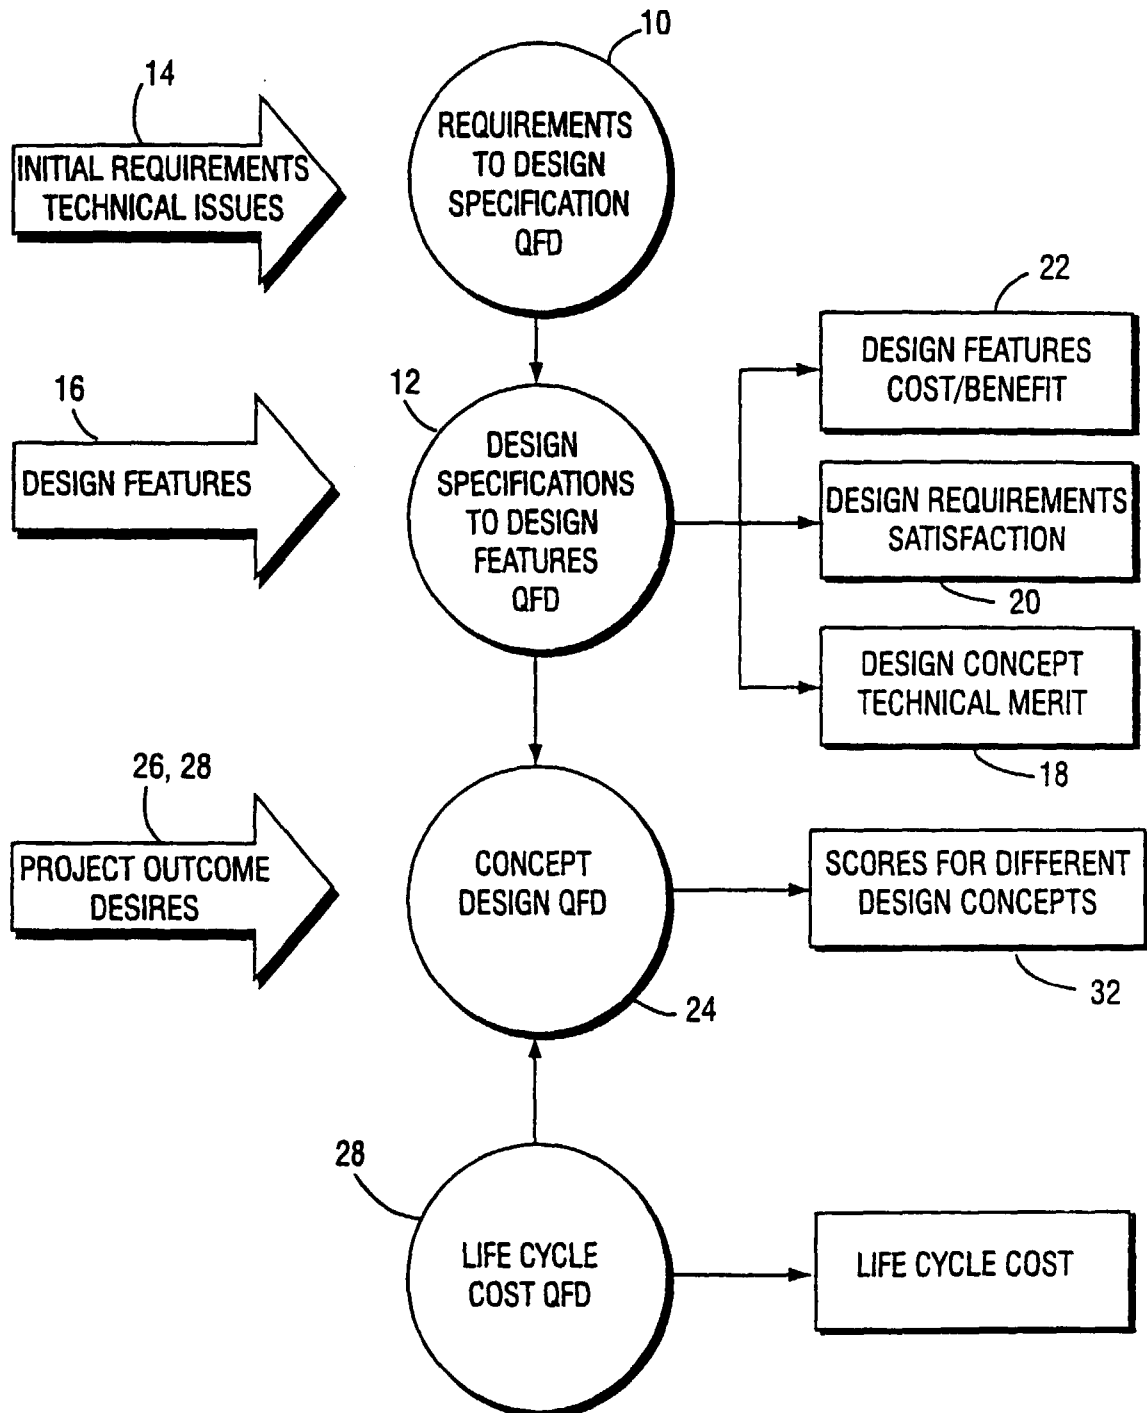 10
14
REQUIREMENTS
TO DESIGN
SPECIFICATION
QFD
INITIAL REQUIREMENTS
TECHNICAL ISSUES
22
DESIGN FEATURES
COST/BENEFIT
16
12
DESIGN FEATURES
DESIGN
SPECIFICATIONS
TO DESIGN
FEATURES
QFD
DESIGN REQUIREMENTS
SATISFACTION
20
DESIGN CONCEPT
TECHNICAL MERIT
18
26, 28
PROJECT OUTCOME
DESIRES
CONCEPT
DESIGN QFD
24
SCORES FOR DIFFERENT
DESIGN CONCEPTS
32
28
LIFE CYCLE
COST QFD
LIFE CYCLE COST